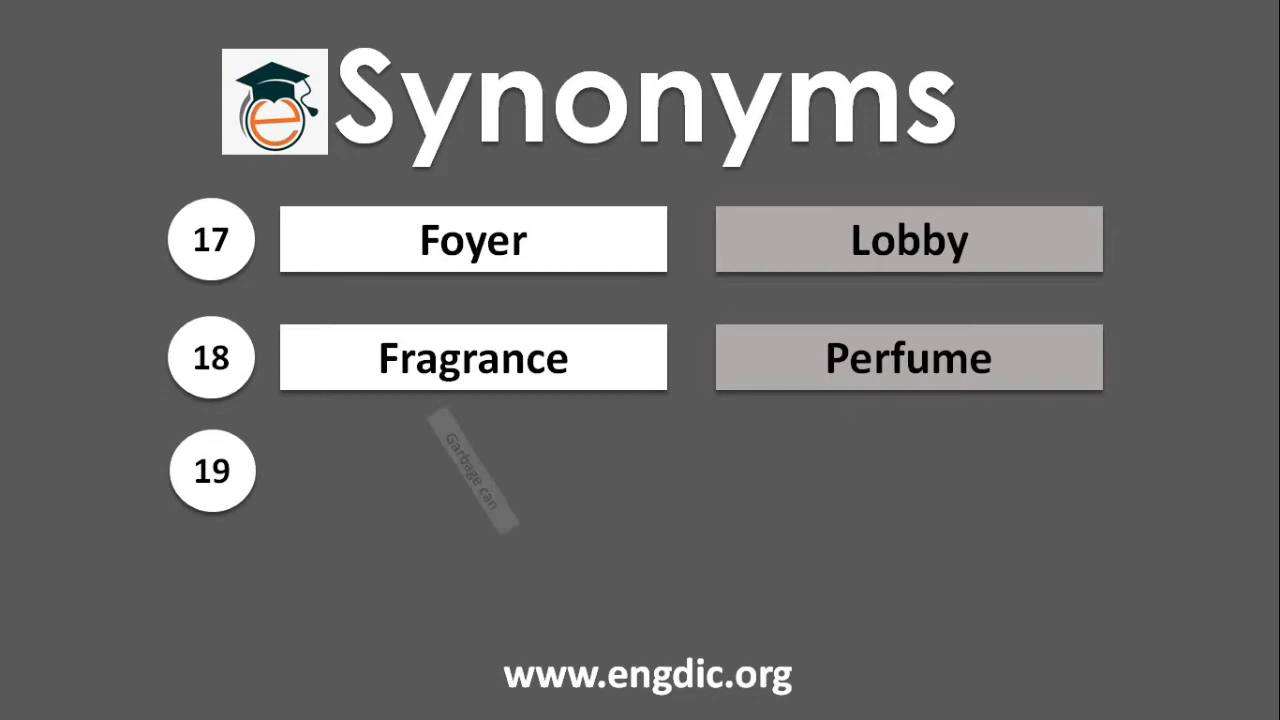 Synonyms
17 Foyer Lobby
18 Fragrance Perfume
19 Garbage can
www.engdic.org